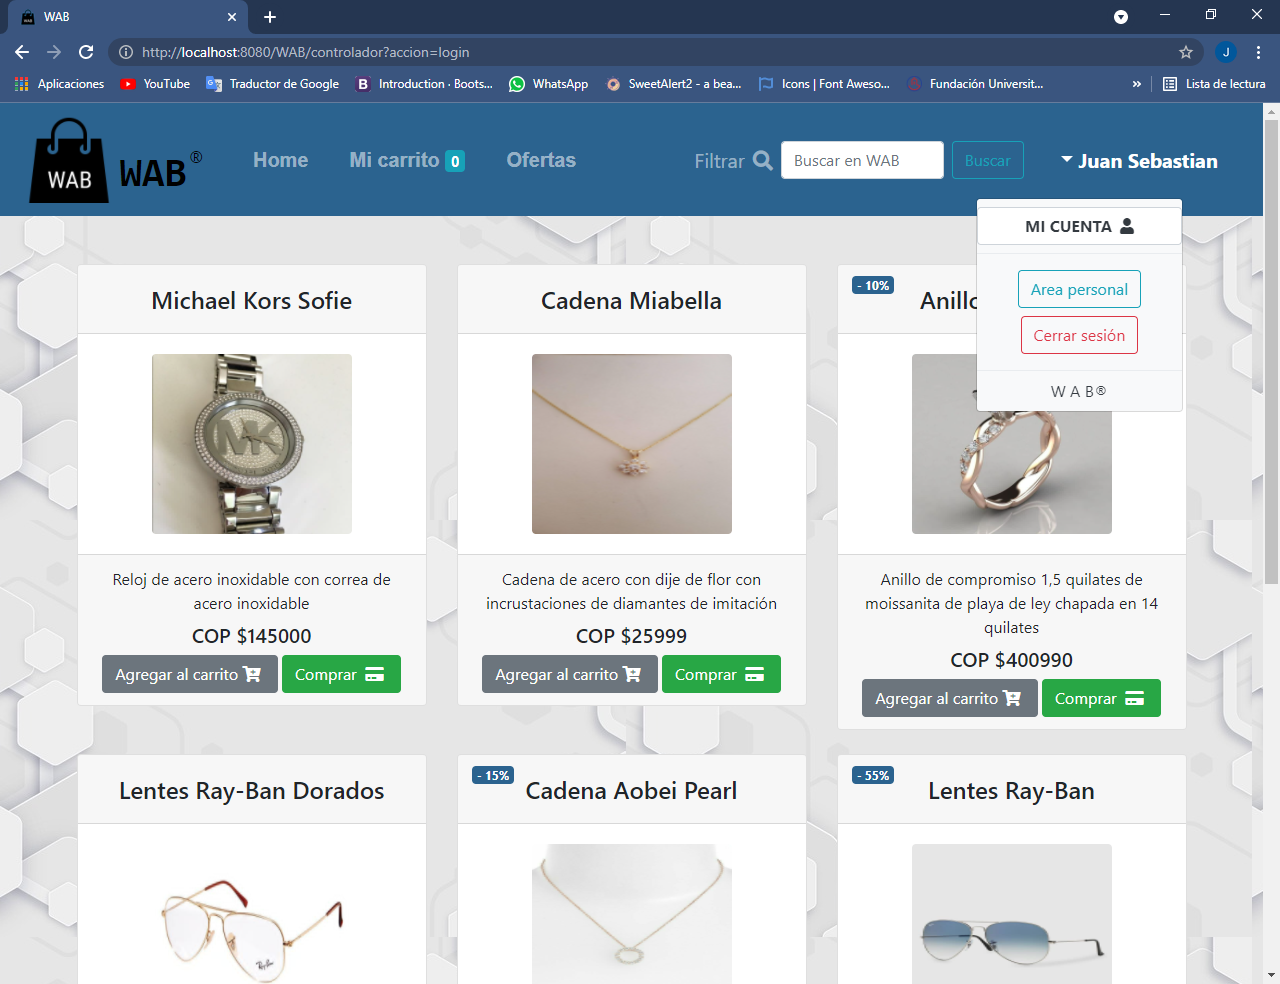 WAB
http://localhost:8080/WAB/controlador?accion=login
J
Aplicaciones
YouTube
Traductor de Google
Introduction · Boots...
WhatsApp
SweetAlert2 - a bea...
Icons | Font Aweso...
Fundación Universit...
»
Lista de lectura
WAB
WAB®
Home
Mi carrito 0
Ofertas
Filtrar
Buscar en WAB
Buscar
Juan Sebastian
MI CUENTA
Area personal
Cerrar sesión
W A B®
Michael Kors Sofie
MK
Reloj de acero inoxidable con correa de
acero inoxidable
COP $145000
Agregar al carrito
Comprar
Cadena Miabella
Cadena de acero con dije de flor con
incrustaciones de diamantes de imitación
COP $25999
Agregar al carrito
Comprar
- 10%
Anillo
Anillo de compromiso 1,5 quilates de
moissanita de playa de ley chapada en 14
quilates
COP $400990
Agregar al carrito
Comprar
Lentes Ray-Ban Dorados
Ray-Ban
- 15%
Cadena Aobei Pearl
- 55%
Lentes Ray-Ban